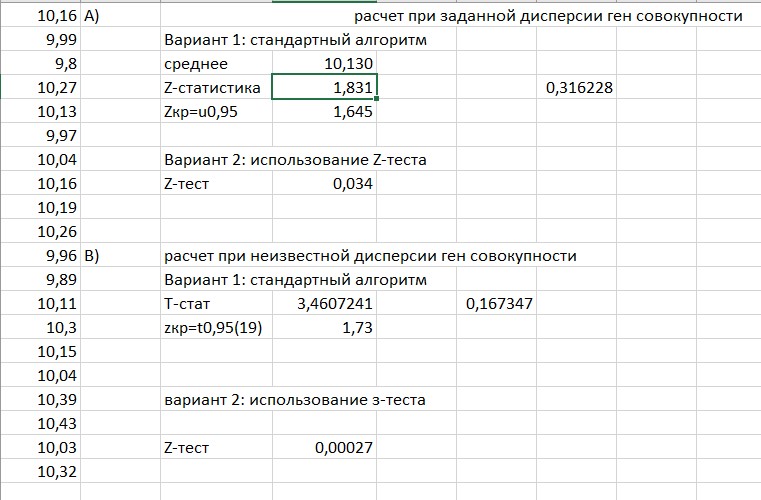 10,16 А) расчет при заданной дисперсии ген совокупности
9,99 Вариант 1: стандартный алгоритм
9,8 среднее 10,130
10,27 Z-статистика 1,831 0,316228
10,13 Zкр=u0,95 1,645
9,97
10,04 Вариант 2: использование Z-теста
10,16 Z-тест 0,034
10,19
10,26
9,96 В) расчет при неизвестной дисперсии ген совокупности
9,89 Вариант 1: стандартный алгоритм
10,11 Т-стат 3,4607241 0,167347
10,3 zкр=t0,95(19) 1,73
10,15
10,04
10,39 вариант 2: использование з-теста
10,43
10,03 Z-тест 0,00027
10,32